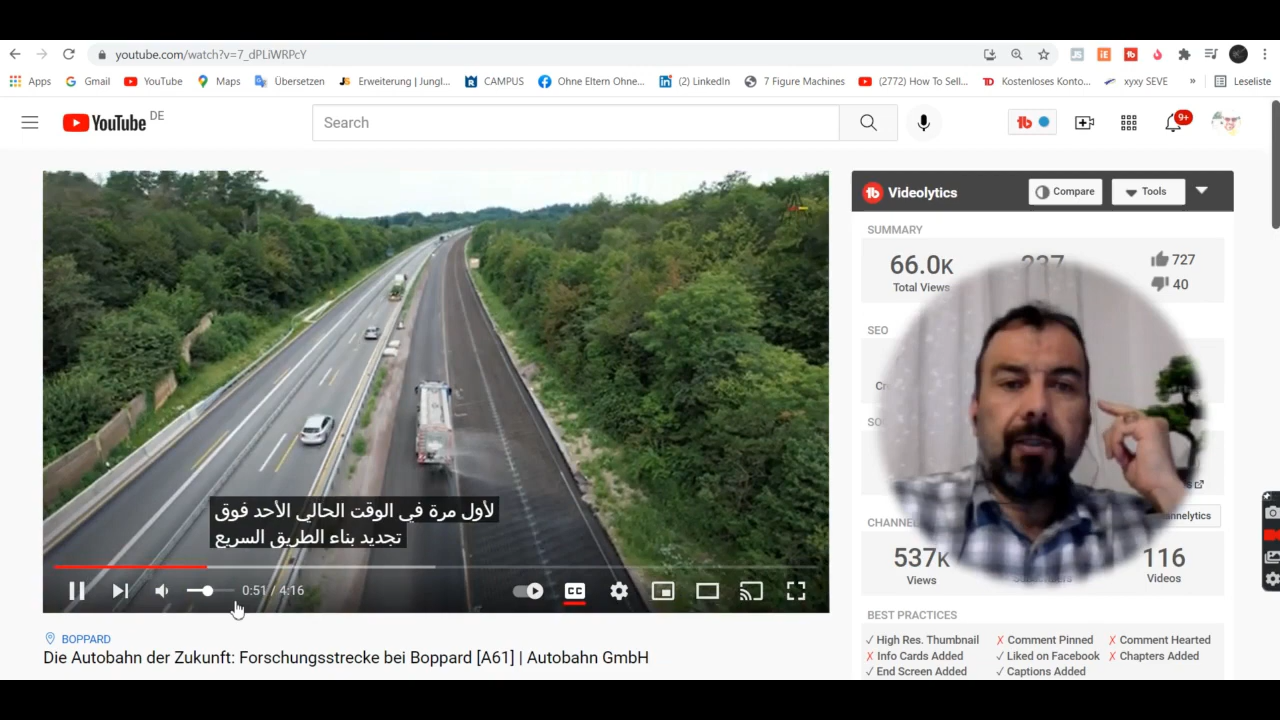 youtube.com/watch?v=7_dPLiWRPcY
Apps Gmail YouTube Maps Übersetzen Erweiterung | Jungl... CAMPUS Ohne Eltern Ohne... (2) LinkedIn 7 Figure Machines (2772) How To Sell... Kostenloses Konto... xyxy SEVE » Leseliste
YouTube DE
Search
9+
Videolytics
Compare
Tools
SUMMARY
66.0K
237
727
Total Views
40
SEO
لأول مرة في الوقت الحالي الأحد فوق
تجديد بناء الطريق السريع
0:51 / 4:16
CC
537K
116
Views
Videos
BEST PRACTICES
✓ High Res. Thumbnail ✗ Comment Pinned ✗ Comment Hearted
✗ Info Cards Added ✓ Liked on Facebook ✗ Chapters Added
✓ End Screen Added ✓ Captions Added
BOPPARD
Die Autobahn der Zukunft: Forschungsstrecke bei Boppard [A61] | Autobahn GmbH